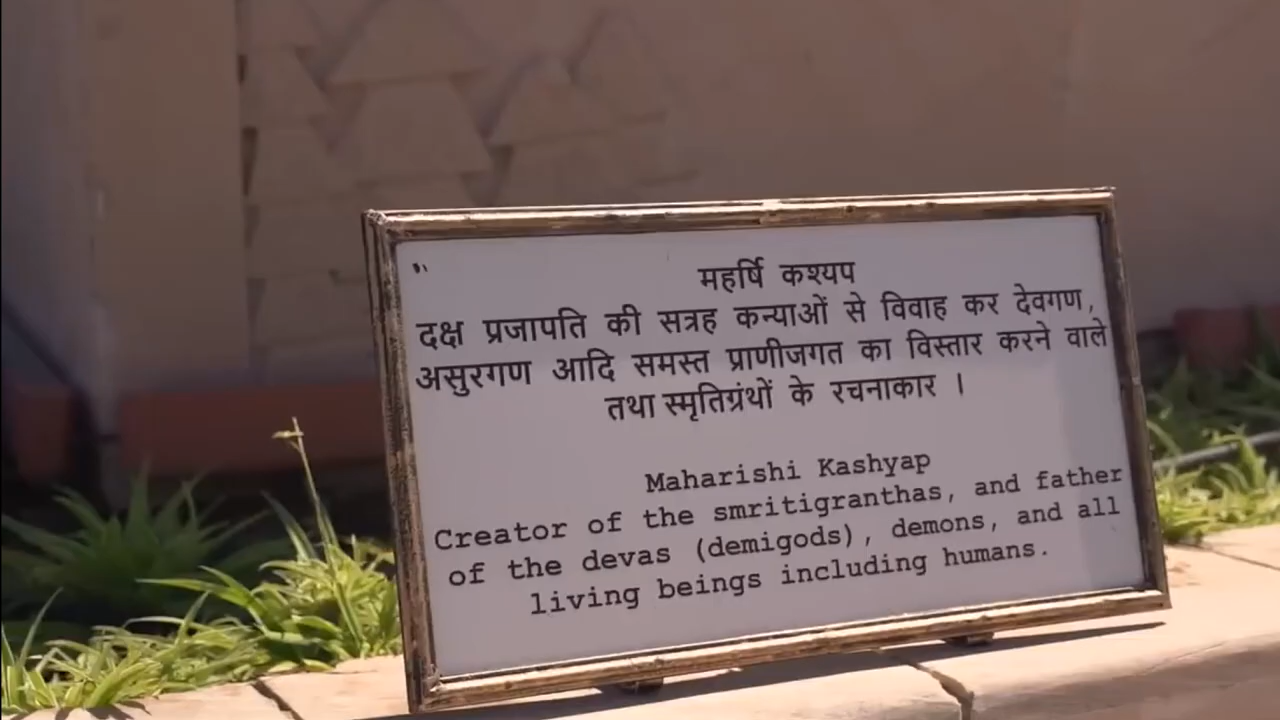 महर्षि कश्यप
दक्ष प्रजापति की सत्रह कन्याओं से विवाह कर देवगण,
असुरगण आदि समस्त प्राणीजगत का विस्तार करने वाले
तथा स्मृतिग्रंथों के रचनाकार ।
Maharishi Kashyap
Creator of the smritigranthas, and father
of the devas (demigods), demons, and all
living beings including humans.